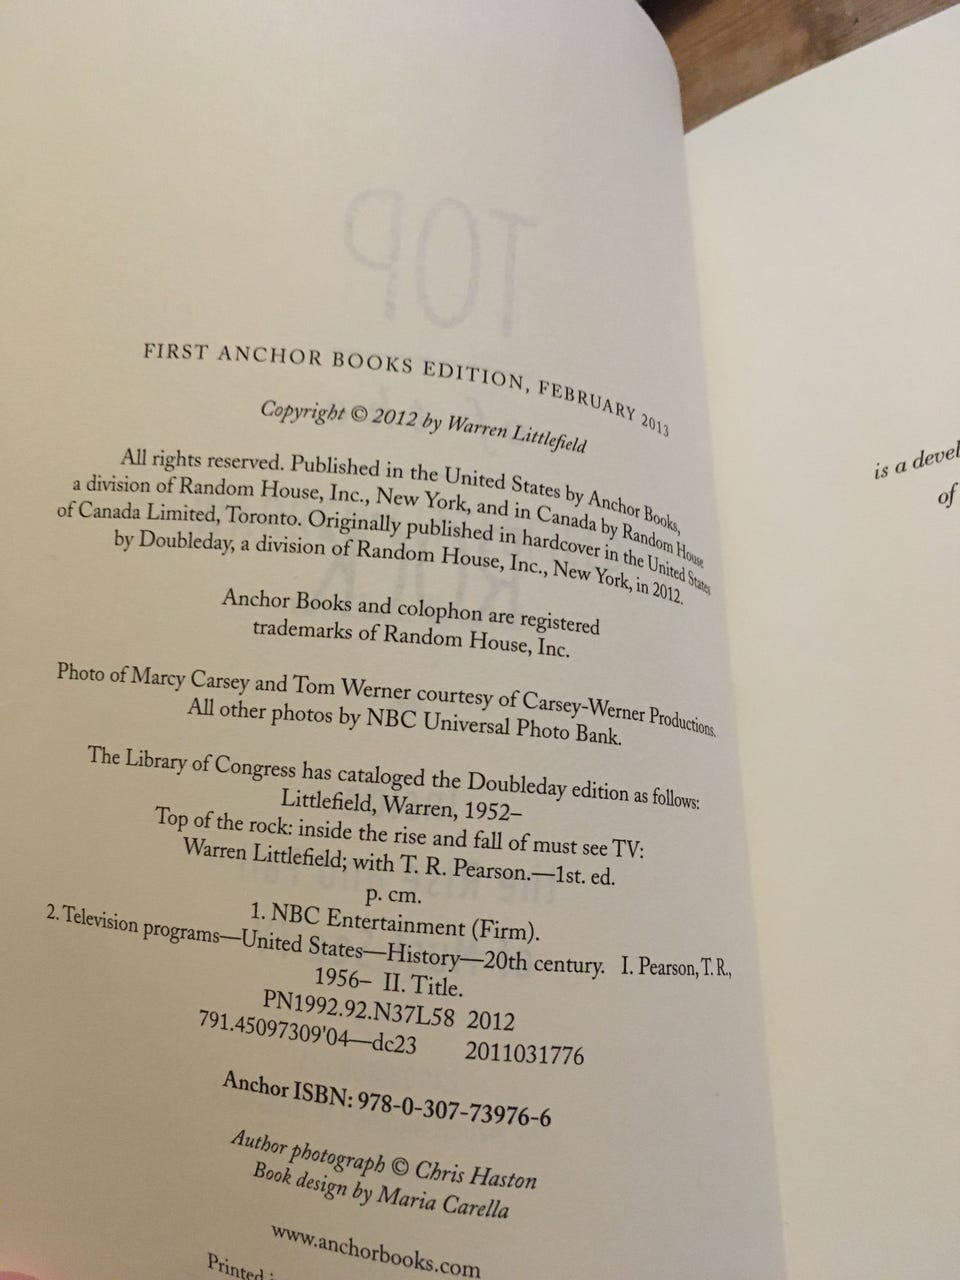 TOP
FIRST ANCHOR BOOKS EDITION, FEBRUARY 2013
Copyright © 2012 by Warren Littlefield
All rights reserved. Published in the United States by Anchor Books,
a division of Random House, Inc., New York, and in Canada by Random House
of Canada Limited, Toronto. Originally published in hardcover in the United States
by Doubleday, a division of Random House, Inc., New York, in 2012.
Anchor Books and colophon are registered
trademarks of Random House, Inc.
Photo of Marcy Carsey and Tom Werner courtesy of Carsey-Werner Productions.
All other photos by NBC Universal Photo Bank.
The Library of Congress has cataloged the Doubleday edition as follows:
Littlefield, Warren, 1952–
Top of the rock: inside the rise and fall of must see TV:
Warren Littlefield; with T. R. Pearson.—1st. ed.
p. cm.
1. NBC Entertainment (Firm).
2. Television programs—United States—History—20th century. I. Pearson, T. R.,
1956– II. Title.
PN1992.92.N37L58 2012
791.45097309'04—dc23 2011031776
Anchor ISBN: 978-0-307-73976-6
Author photograph © Chris Haston
Book design by Maria Carella
www.anchorbooks.com
Printed
is a devel
of